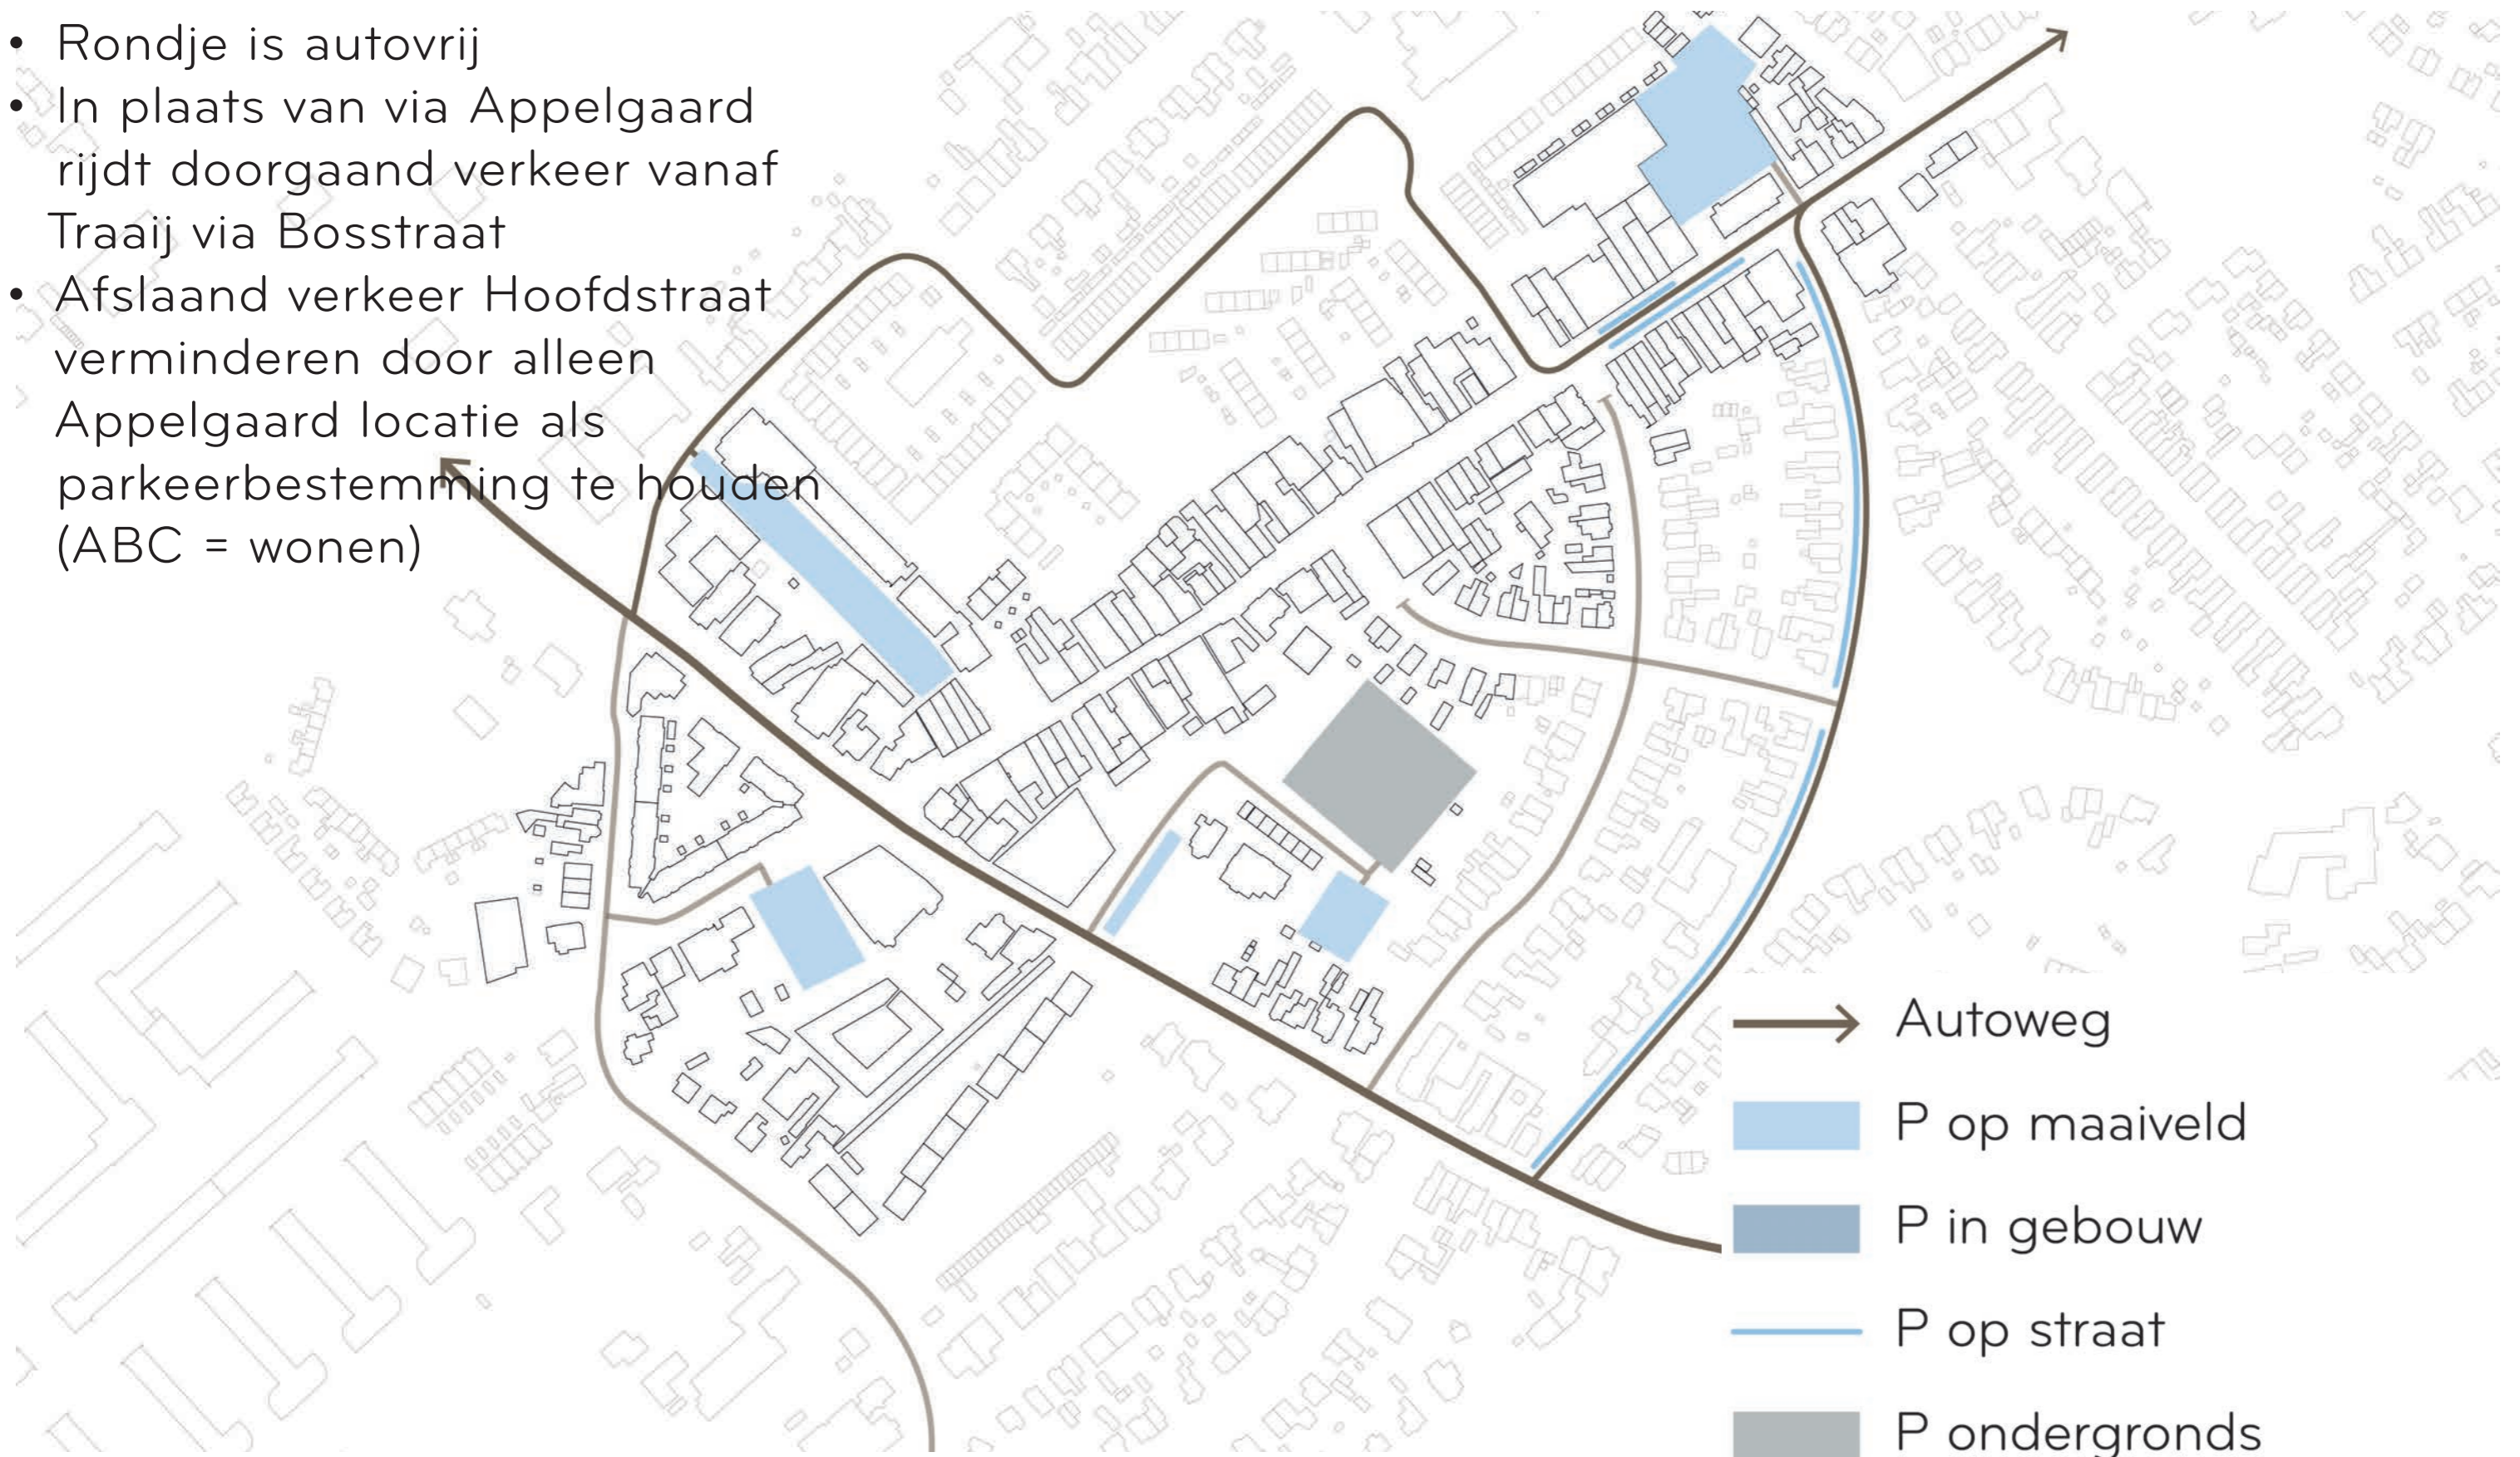 • Rondje is autovrij
• In plaats van via Appelgaard
rijdt doorgaand verkeer vanaf
Traaij via Bosstraat
• Afslaand verkeer Hoofdstraat
verminderen door alleen
Appelgaard locatie als
parkeerbestemming te houden
(ABC = wonen)
Autoweg
P op maaiveld
P in gebouw
P op straat
P ondergronds